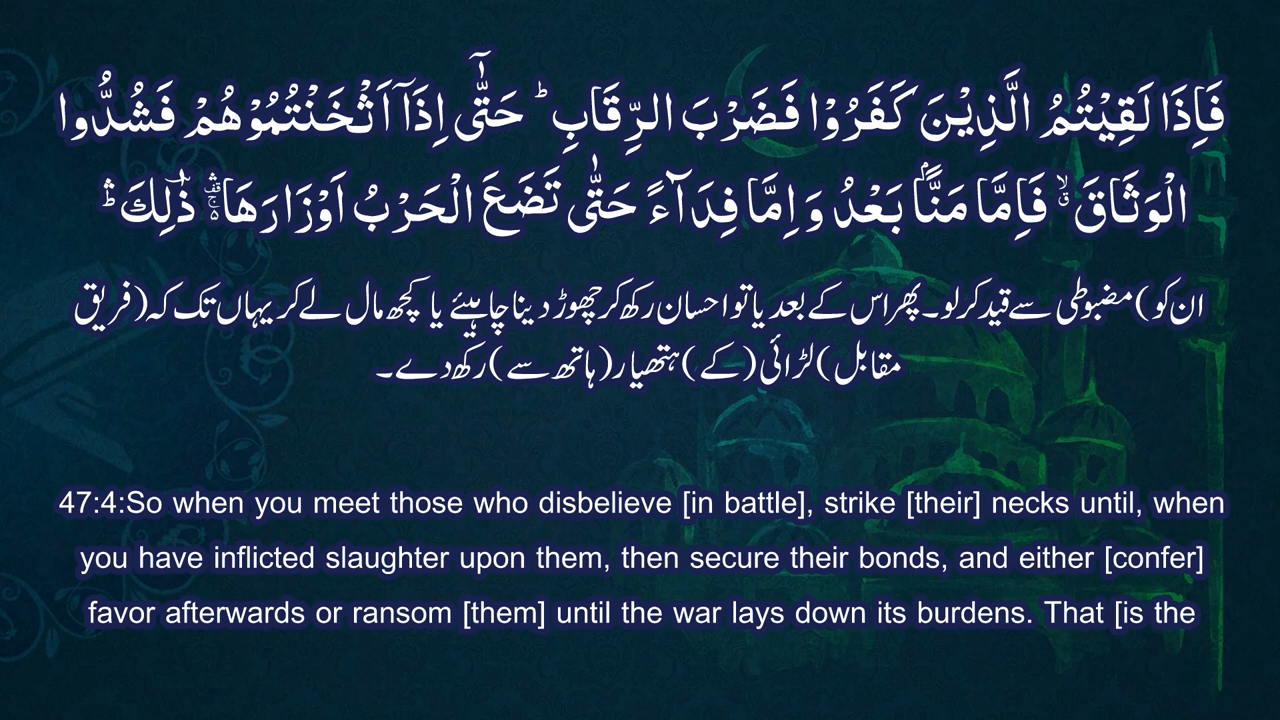 فَاِذَا لَقِيْتُمُ الَّذِيْنَ كَفَرُوْا فَضَرْبَ الرِّقَابِ ؕ حَتّٰۤى اِذَاۤ اَثْخَنْتُمُوْهُمْ فَشُدُّوا
الْوَثَاقَ ۙ۬ فَاِمَّا مَنًّۢا بَعْدُ وَ اِمَّا فِدَآءً حَتّٰى تَضَعَ الْحَرْبُ اَوْزَارَهَا ۛ۬ۚ۟ ذٰؔلِكَ ۛؕ
ان کو) مضبوطی سے قید کرلو۔ پھر اس کے بعد یا تو احسان رکھ کر چھوڑ دینا چاہیئے یا کچھ مال لے کر یہاں تک کہ (فریق
مقابل) لڑائی (کے) ہتھیار (ہاتھ سے) رکھ دے۔
47:4:So when you meet those who disbelieve [in battle], strike [their] necks until, when
you have inflicted slaughter upon them, then secure their bonds, and either [confer]
favor afterwards or ransom [them] until the war lays down its burdens. That [is the